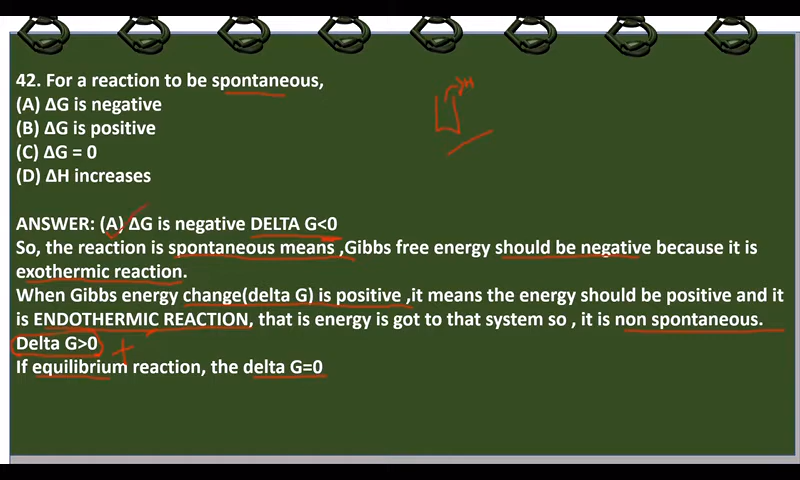 42. For a reaction to be spontaneous,
(A) ΔG is negative
(B) ΔG is positive
(C) ΔG = 0
(D) ΔH increases
ANSWER: (A) ΔG is negative DELTA G<0
So, the reaction is spontaneous means ,Gibbs free energy should be negative because it is
exothermic reaction.
When Gibbs energy change(delta G) is positive ,it means the energy should be positive and it
is ENDOTHERMIC REACTION, that is energy is got to that system so , it is non spontaneous.
Delta G>0 +
If equilibrium reaction, the delta G=0